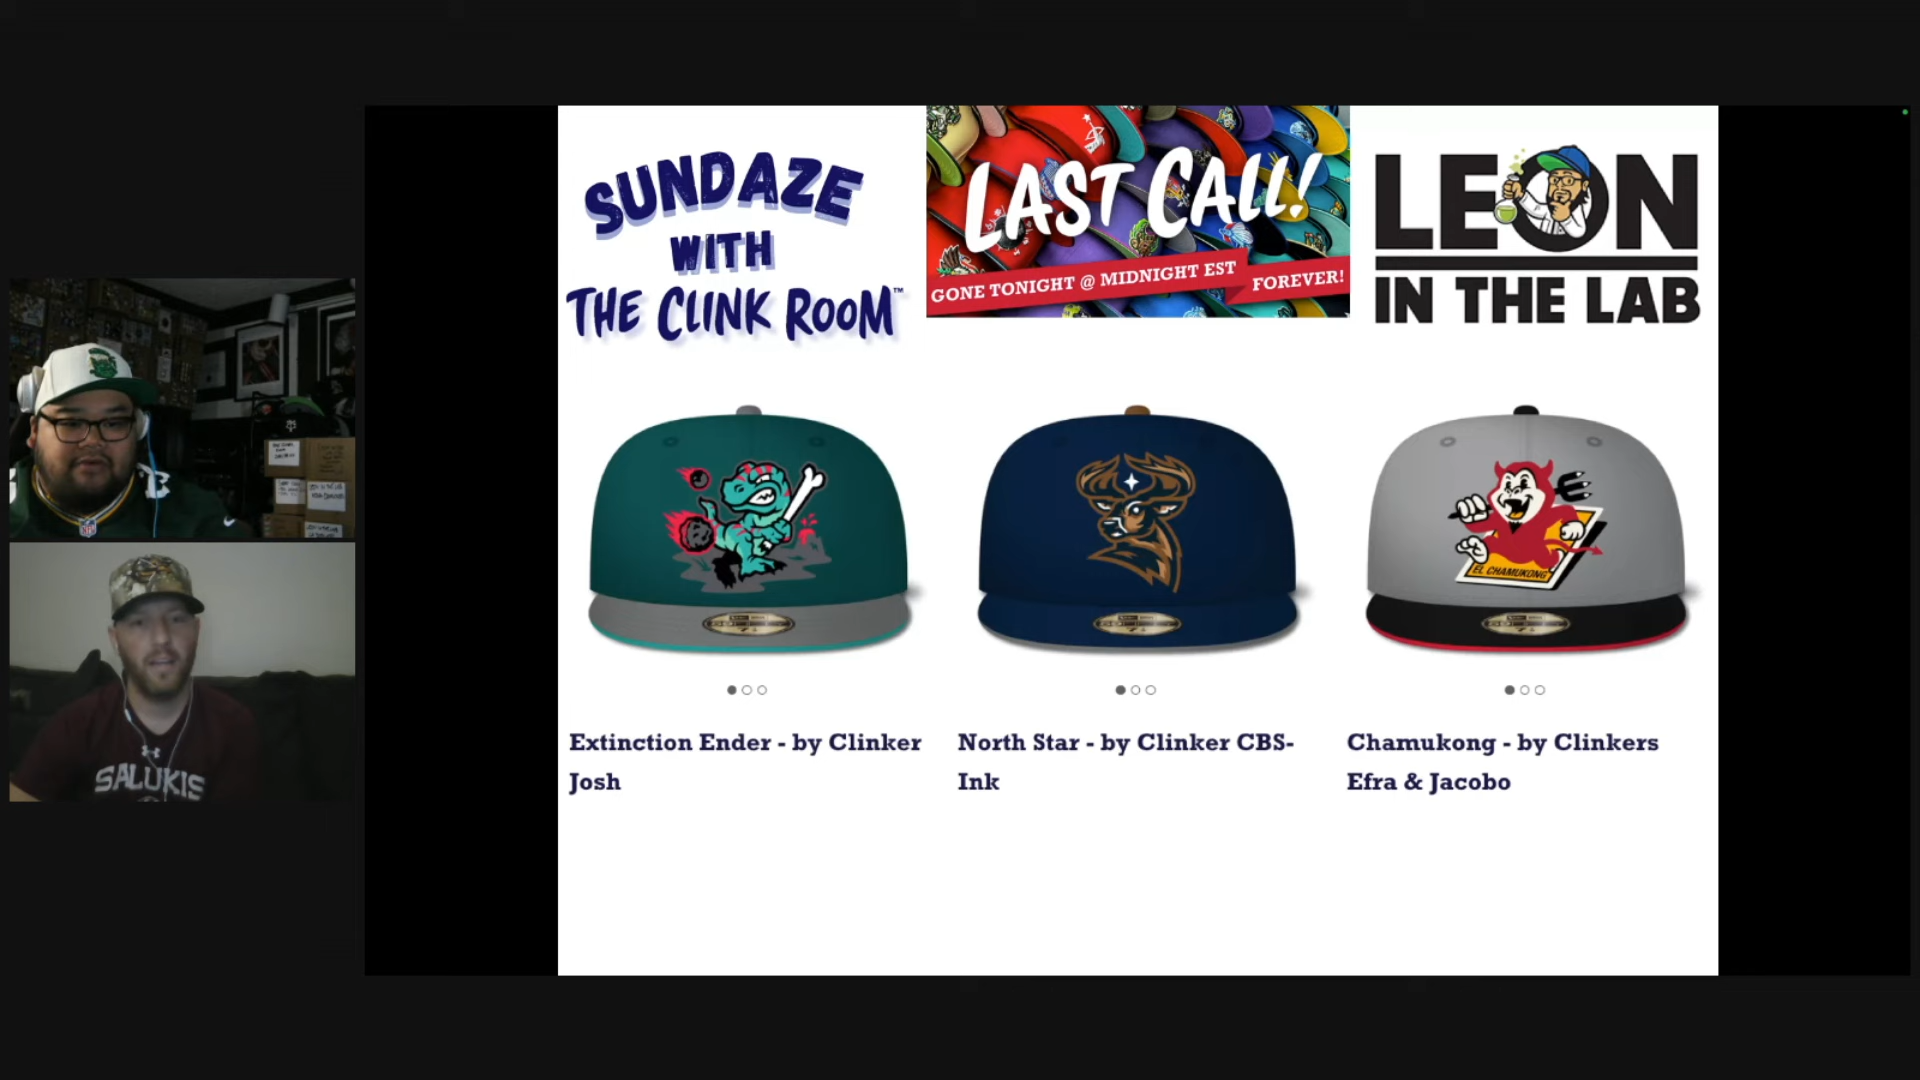 SUNDAZE
WITH
THE CLINK ROOM™
LAST CALL!
GONE TONIGHT @ MIDNIGHT EST
FOREVER!
LEON
IN THE LAB
EL CHAMUKONG
Extinction Ender - by Clinker
Josh
North Star - by Clinker CBS-
Ink
Chamukong - by Clinkers
Efra & Jacobo
NFL
SALUKIS